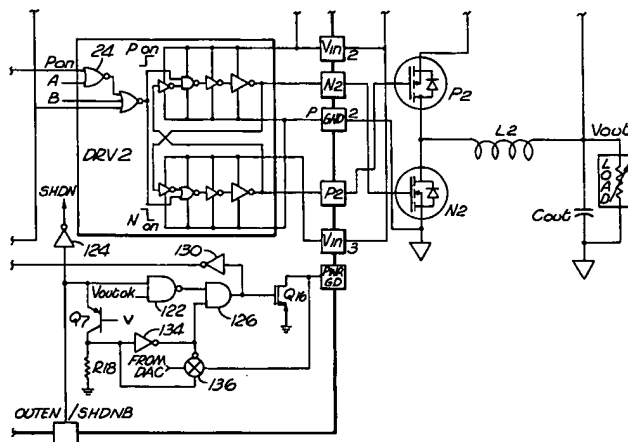 Vin
2
24
P on
Pon
A
N2
P2
B
P GND
2
L2
Vout
DRV2
LOAD
SHDN
P2
N2
Cout
N on
124
Vin
3
130
PWR GD
Voutok
122
126
Q16
Q7
V
134
R18
FROM DAC
136
OUTEN/SHDNB